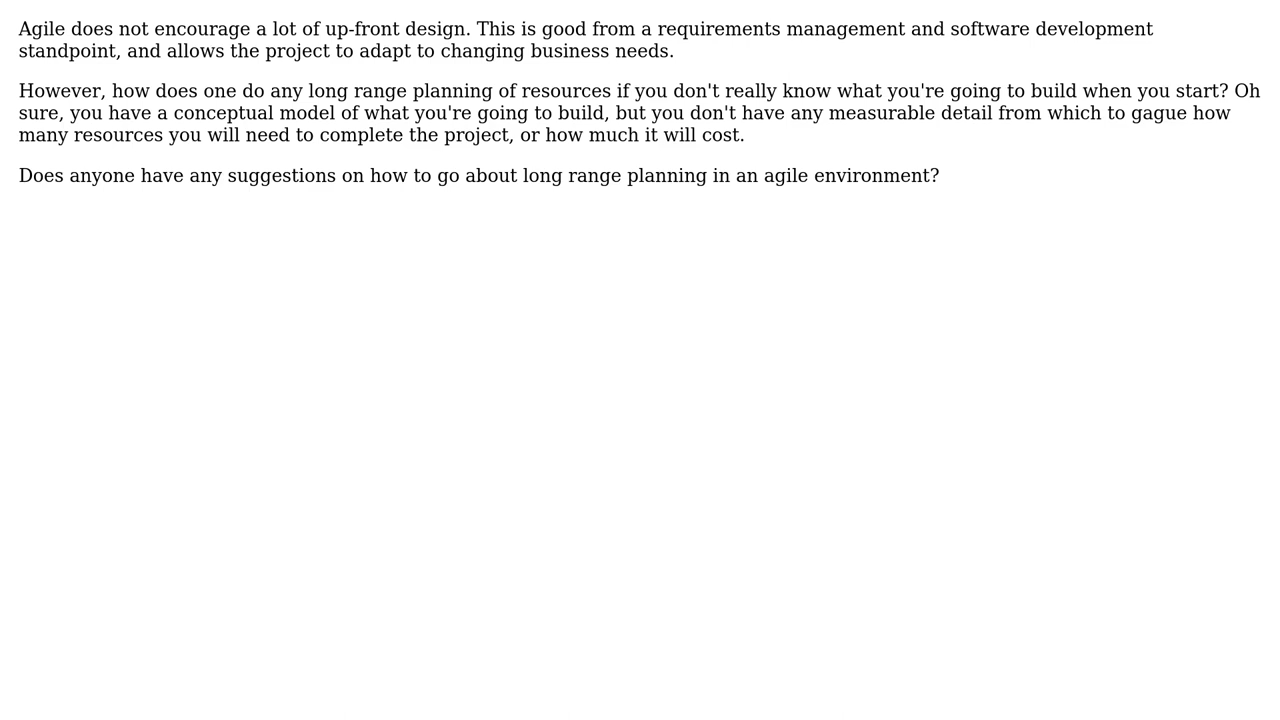 Agile does not encourage a lot of up-front design. This is good from a requirements management and software development
standpoint, and allows the project to adapt to changing business needs.
However, how does one do any long range planning of resources if you don't really know what you're going to build when you start? Oh
sure, you have a conceptual model of what you're going to build, but you don't have any measurable detail from which to gague how
many resources you will need to complete the project, or how much it will cost.
Does anyone have any suggestions on how to go about long range planning in an agile environment?